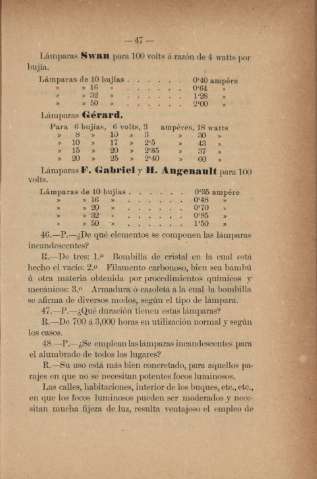 — 47 —
Lámparas Swan para 100 volts á razón de 4 watts por
bujía.
Lámparas de 10 bujías . . . . . . 0'40 ampére
» » 16 » . . . . . . 0'64 »
» » 32 » . . . . . . 1'28 »
» » 50 » . . . . . . 2'00 »
Lámparas Gérard.
Para 6 bujías, 6 volts, 3 ampéres, 18 watts
» 8 » 10 » 3 » 30 »
» 10 » 17 » 2'5 » 43 »
» 15 » 20 » 2'85 » 37 »
» 20 » 25 » 2'40 » 60 »
Lámparas F. Gabriel y H. Angenault para 100
volts.
Lámparas de 10 bujías . . . . . . 0'35 ampére
» » 16 » . . . . . . 0'48 »
» » 20 » . . . . . . 0'70 »
» » 32 » . . . . . . 0'85 »
» » 50 » . . . . . . 1'50 »
46.—P.—¿De qué elementos se componen las lámparas
incandescentes?
R.—De tres: 1.º Bombilla de cristal en la cual está
hecho el vacío: 2.º Filamento carbonoso, bien sea bambú
ú otra materia obtenida por procedimientos químicos y
mecánicos: 3.º Armadura ó cazoleta á la cual la bombilla
se afirma de diversos modos, según el tipo de lámpara.
47.—P.—¿Qué duración tienen estas lámparas?
R.—De 700 á 3,000 horas en utilización normal y según
los casos.
48.—P.—¿Se emplean las lámparas incandescentes para
el alumbrado de todos los lugares?
R.—Su uso está más bien concretado, para aquellos pa-
rajes en que no se necesitan potentes focos luminosos.
Las calles, habitaciones, interior de los buques, etc., etc.,
en que los focos luminosos pueden ser moderados y nece-
sitan mucha fijeza de luz, resulta ventajoso el empleo de